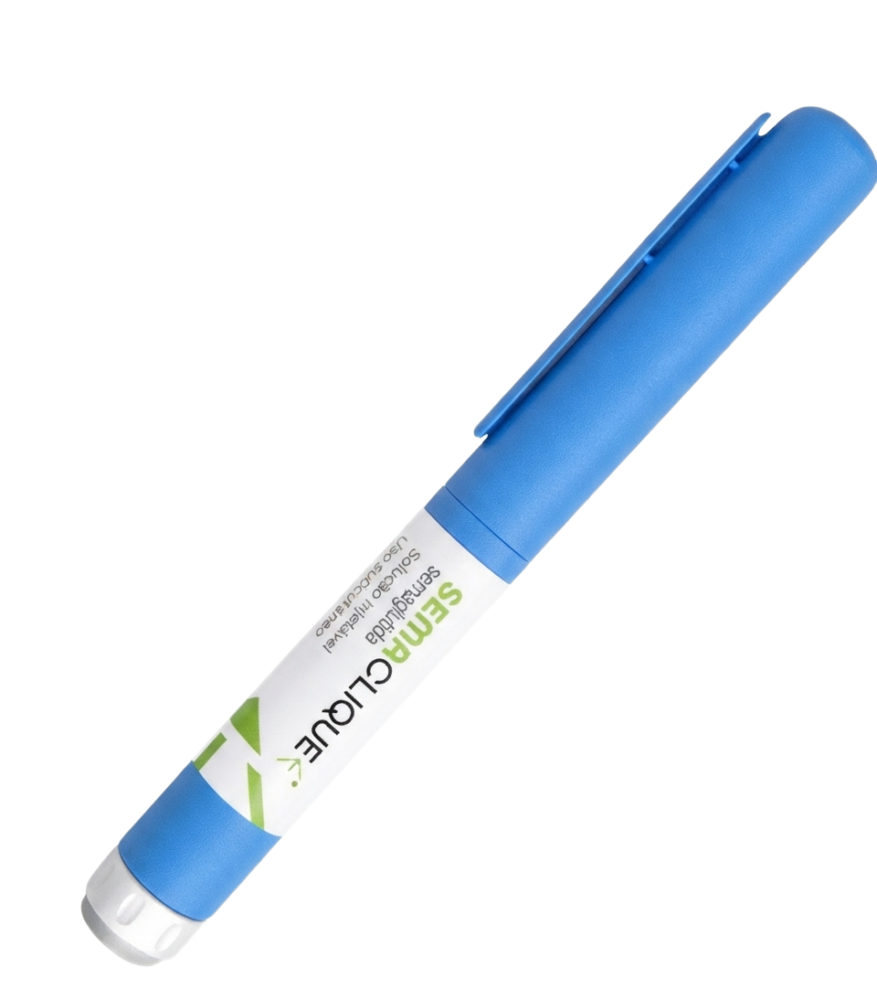 SEMACLIQUE
semaglutida
Solução injetável
Uso subcutâneo